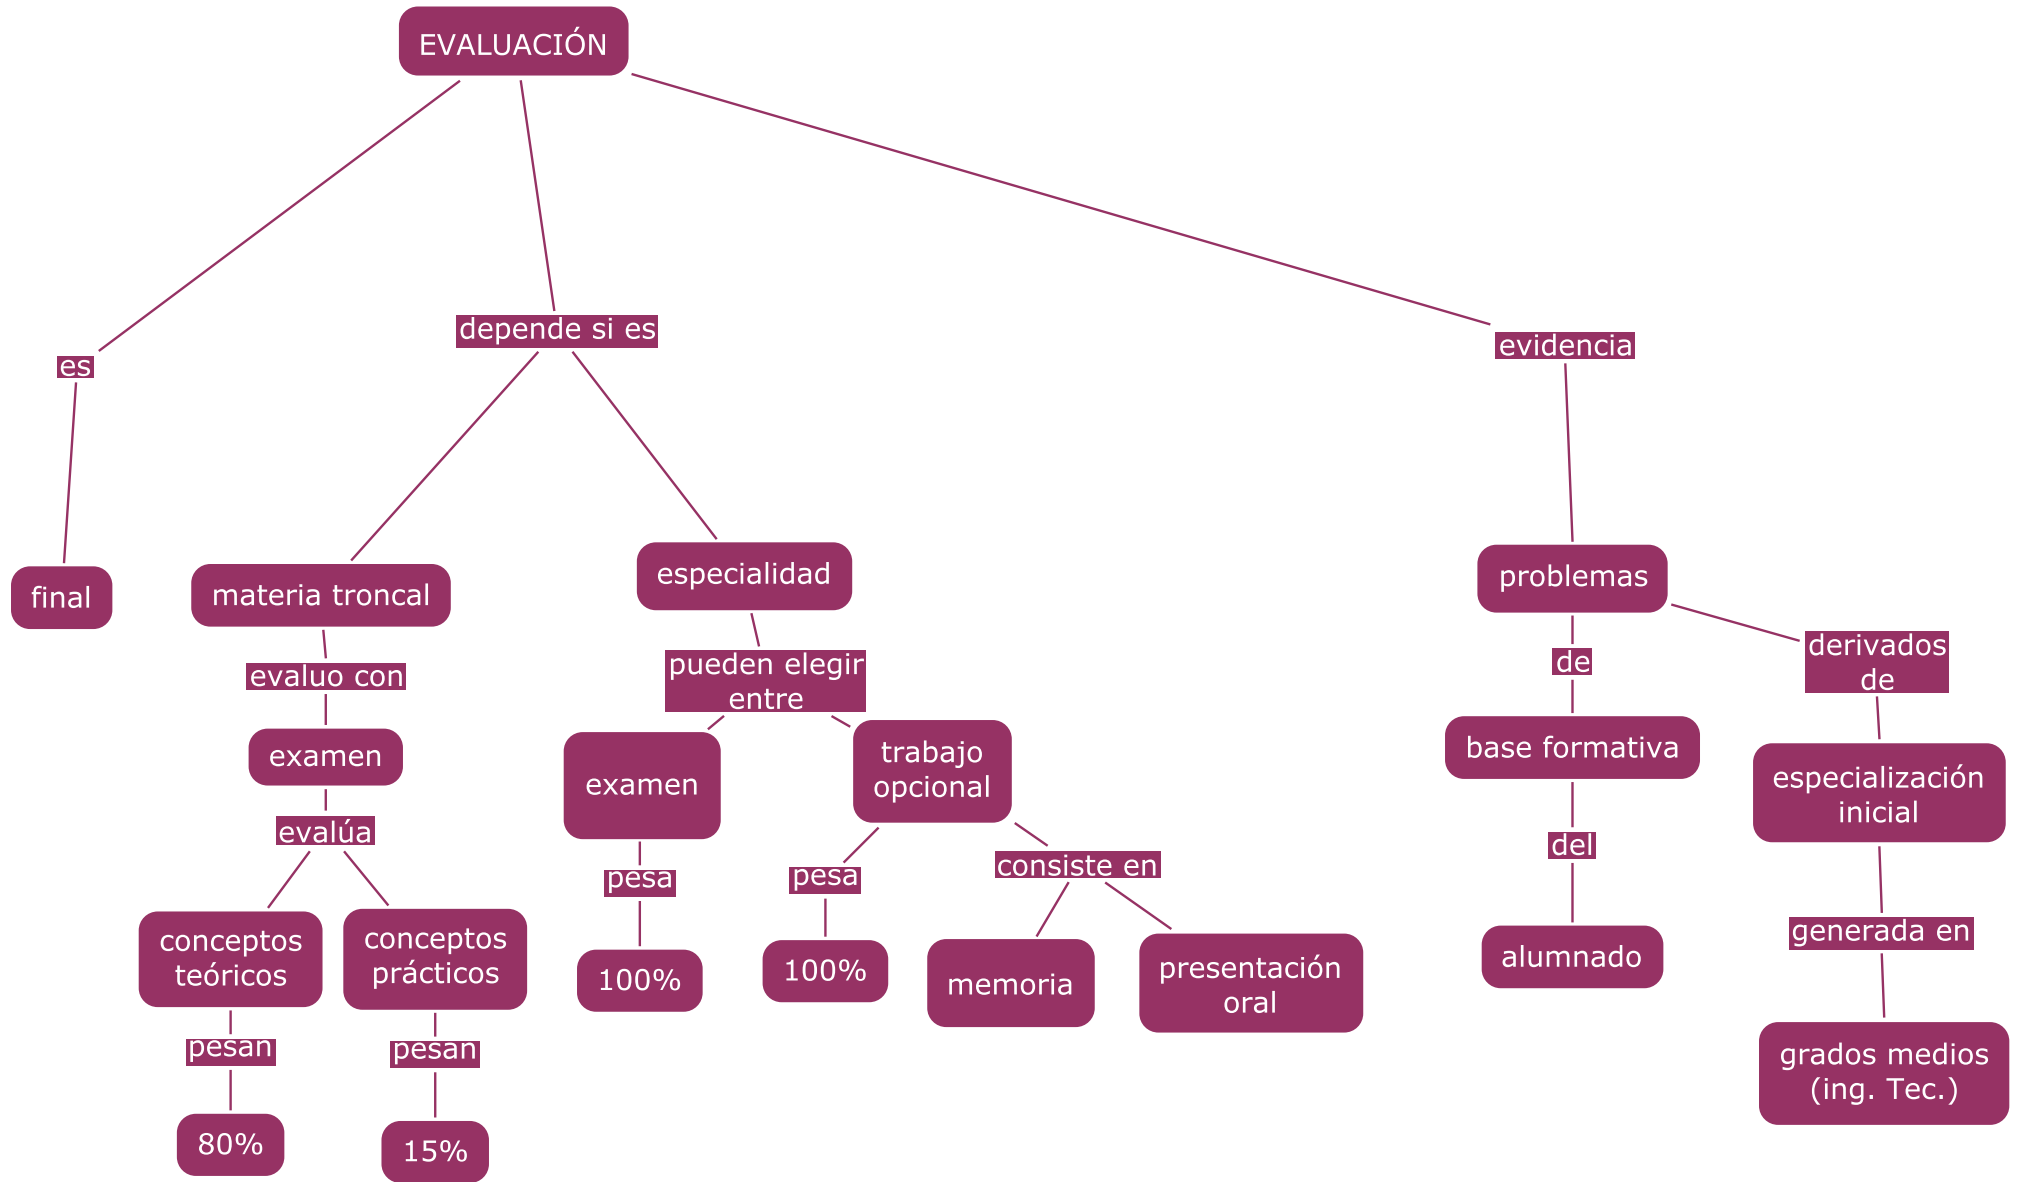 EVALUACIÓN
es
depende si es
evidencia
final
materia troncal
especialidad
problemas
evaluo con
pueden elegir
entre
de
derivados
de
examen
examen
trabajo
opcional
base formativa
especialización
inicial
evalúa
pesa
pesa
consiste en
del
conceptos
teóricos
conceptos
prácticos
100%
100%
memoria
presentación
oral
alumnado
generada en
pesan
pesan
grados medios
(ing. Tec.)
80%
15%